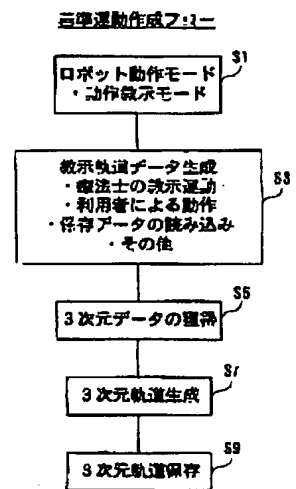 基準運動作成フロー
S1
ロボット動作モード
・動作教示モード
S3
教示軌道データ生成
・療法士の教示運動
・利用者による動作
・保存データの読み込み
・その他
S5
3次元データの獲得
S7
3次元軌道生成
S9
3次元軌道保存